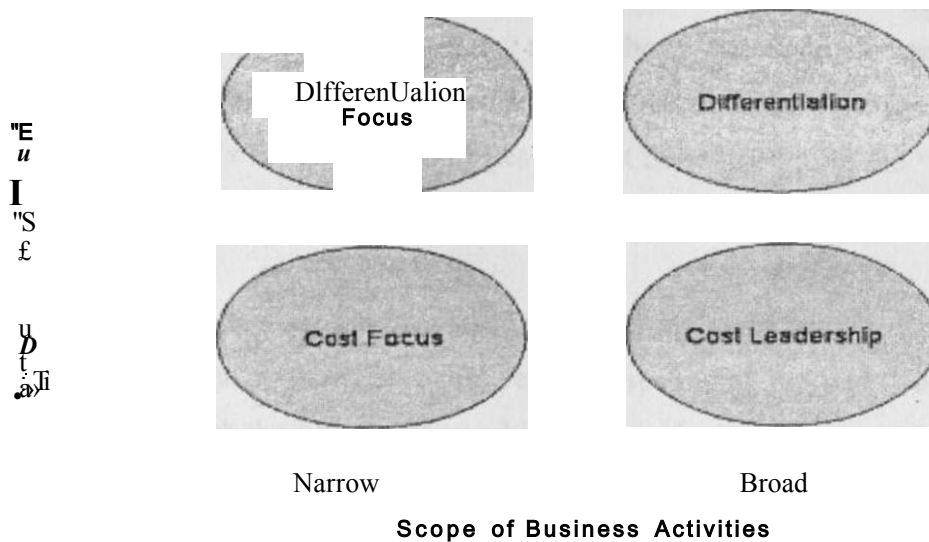 DlfferenUalion
Focus
Differentiation
"E
u
I
"S
£
Cost Focus
Cost Leadership
u
D
t
Narrow
Broad
Scope of Business Activities